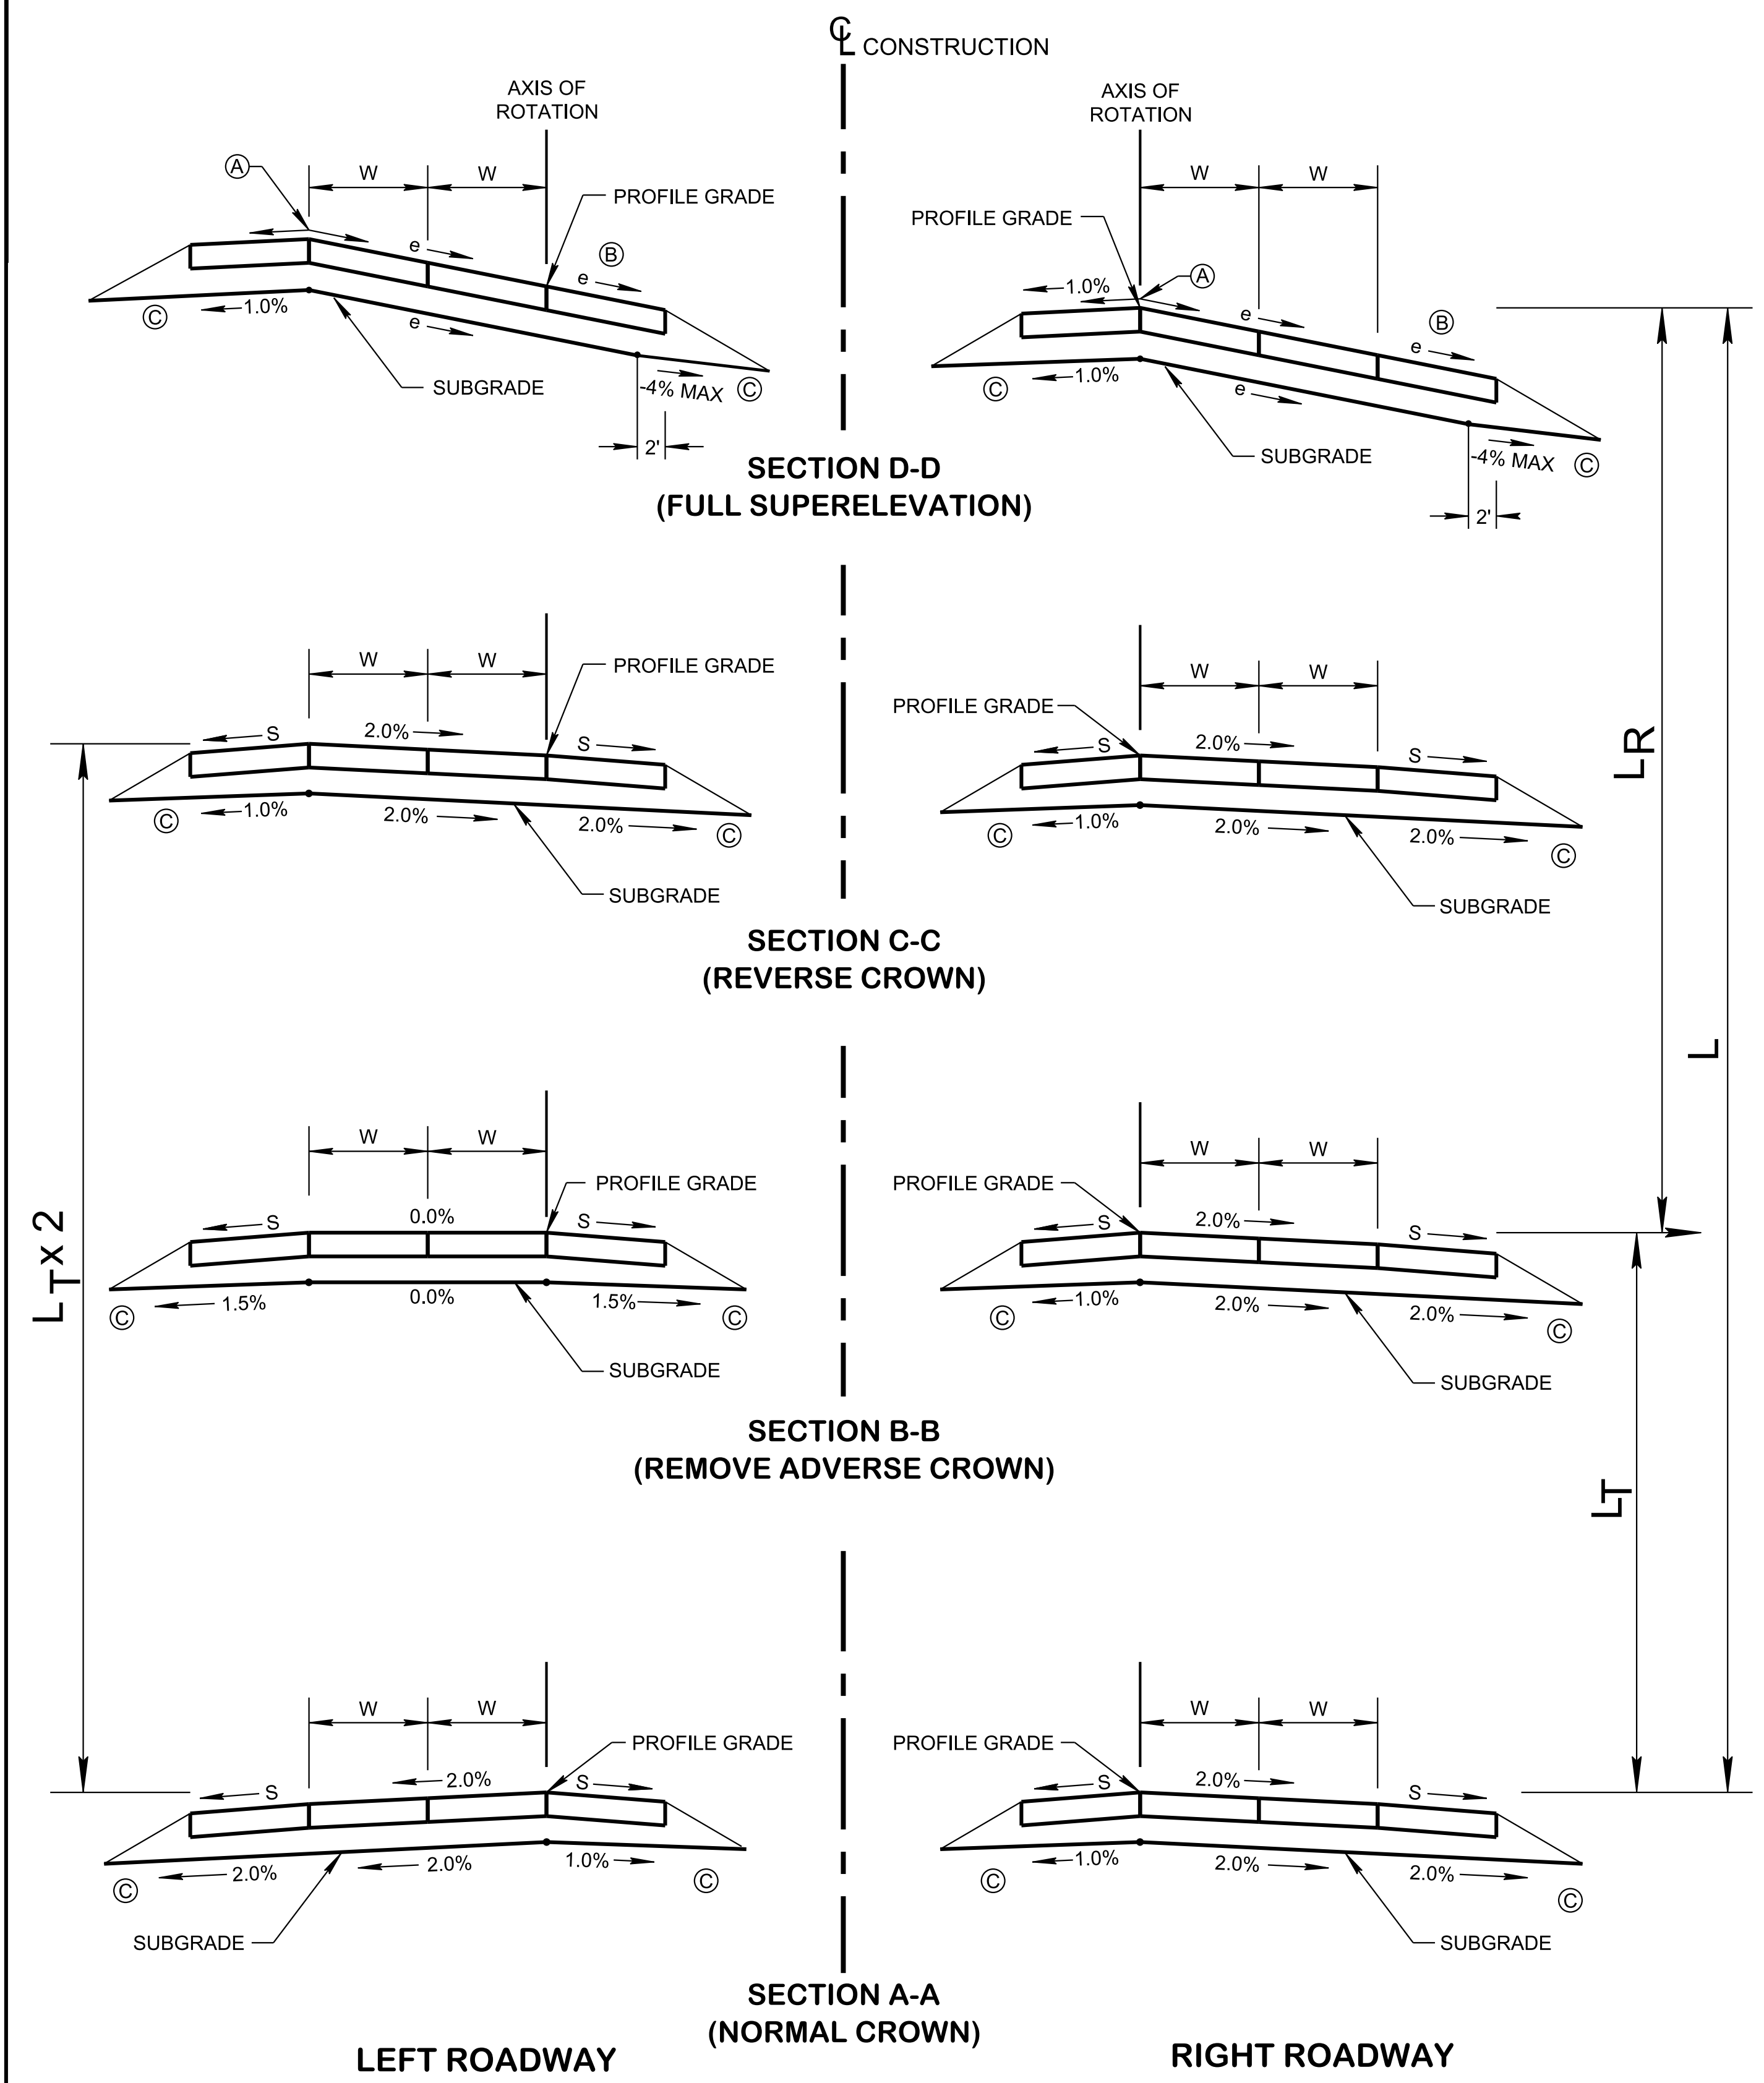 ℄ CONSTRUCTION
AXIS OF
ROTATION
AXIS OF
ROTATION
A
W W
PROFILE GRADE
e
B
e
C
1.0%
e
SUBGRADE
-4% MAX C
2'
W W
PROFILE GRADE
1.0%
A
e
B
e
C
1.0%
e
SUBGRADE
-4% MAX C
2'
SECTION D-D
(FULL SUPERELEVATION)
W W
PROFILE GRADE
S 2.0% S
C 1.0% 2.0% 2.0% C
SUBGRADE
W W
PROFILE GRADE
S 2.0% S
C 1.0% 2.0% 2.0% C
SUBGRADE
LR
SECTION C-C
(REVERSE CROWN)
L
W W
PROFILE GRADE
S 0.0% S
C 1.5% 0.0% 1.5% C
SUBGRADE
LT x 2
W W
PROFILE GRADE
S 2.0% S
C 1.0% 2.0% 2.0% C
SUBGRADE
SECTION B-B
(REMOVE ADVERSE CROWN)
LT
W W
PROFILE GRADE
S 2.0% S
C 2.0% 2.0% 1.0% C
SUBGRADE
W W
PROFILE GRADE
S 2.0% S
C 1.0% 2.0% 2.0% C
SUBGRADE
SECTION A-A
(NORMAL CROWN)
LEFT ROADWAY
RIGHT ROADWAY